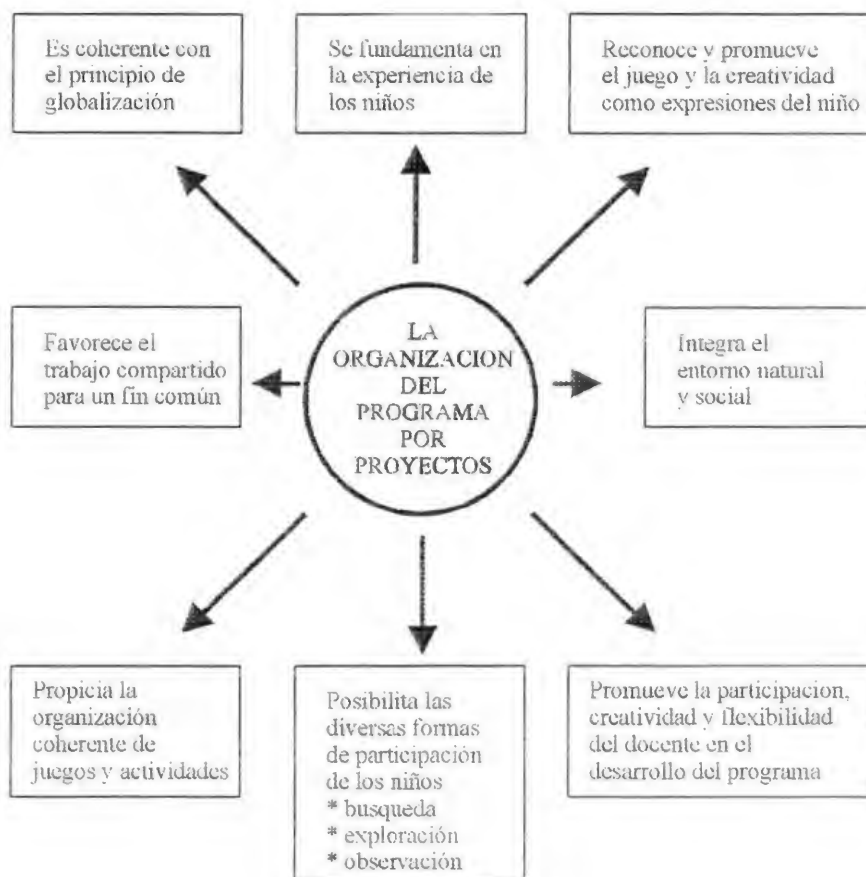 Es coherente con
el principio de
globalización
Se fundamenta en
la experiencia de
los niños
Reconoce y promueve
el juego y la creatividad
como expresiones del niño
Favorece el
trabajo compartido
para un fin común
LA
ORGANIZACION
DEL
PROGRAMA
POR
PROYECTOS
Integra el
entorno natural
y social
Propicia la
organización
coherente de
juegos y actividades
Posibilita las
diversas formas
de participación
de los niños
* busqueda
* exploración
* observación
Promueve la participacion,
creatividad y flexibilidad
del docente en el
desarrollo del programa